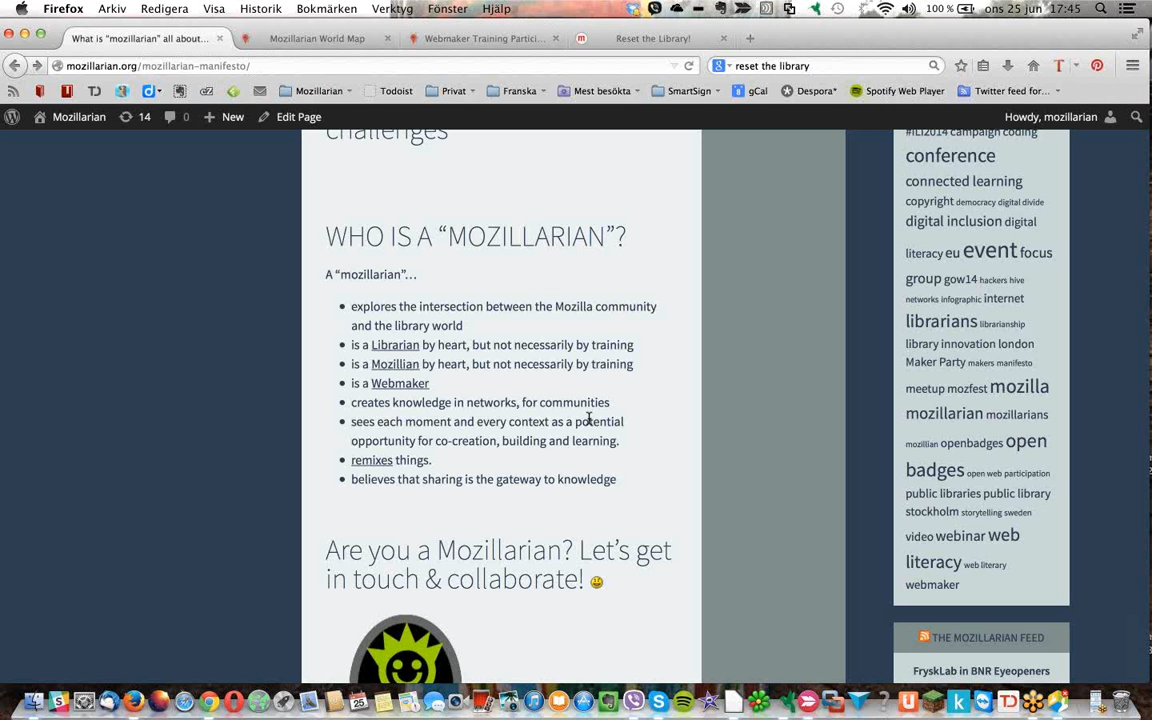 Firefox Arkiv Redigera Visa Historik Bokmärken Verktyg Fönster Hjälp 100 % ons 25 jun 17:45
What is "mozillarian" all about... Mozillarian World Map Webmaker Training Partici... Reset the Library!
mozillarian.org/mozillarian-manifesto/ reset the library
Mozillarian Todoist Privat Franska Mest besökta SmartSign gCal Despora* Spotify Web Player Twitter feed for...
Mozillarian 14 0 New Edit Page Howdy, mozillarian
challenges
WHO IS A “MOZILLARIAN”?
A “mozillarian”…
explores the intersection between the Mozilla community
and the library world
is a Librarian by heart, but not necessarily by training
is a Mozillian by heart, but not necessarily by training
is a Webmaker
creates knowledge in networks, for communities
sees each moment and every context as a potential
opportunity for co-creation, building and learning.
remixes things.
believes that sharing is the gateway to knowledge
Are you a Mozillarian? Let’s get
in touch & collaborate!
#ILI2014 campaign coding
conference
connected learning
copyright democracy digital divide
digital inclusion digital
literacy eu event focus
group gow14 hackers hive
networks infographic internet
librarians librarianship
library innovation london
Maker Party makers manifesto
meetup mozfest mozilla
mozillarian mozillarians
mozillian openbadges open
badges open web participation
public libraries public library
stockholm storytelling sweden
video webinar web
literacy web literary
webmaker
THE MOZILLARIAN FEED
FryskLab in BNR Eyeopeners